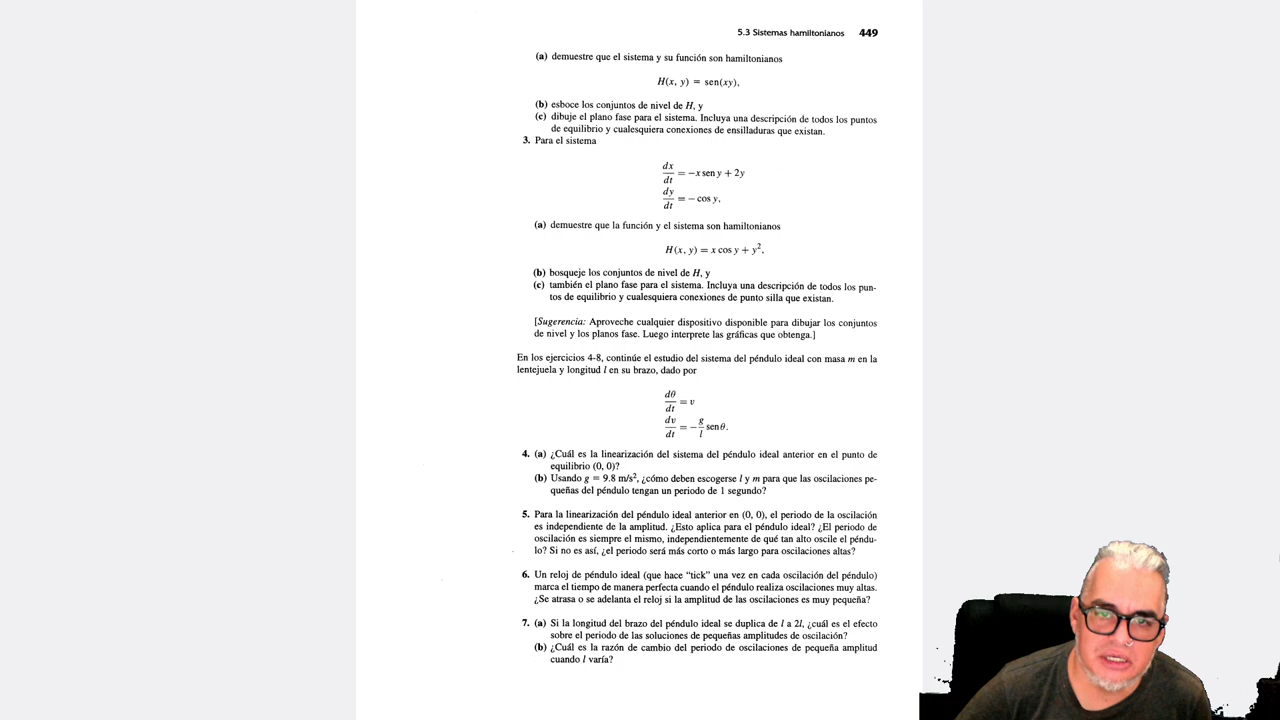 5.3 Sistemas hamiltonianos 449
(a) demuestre que el sistema y su función son hamiltonianos
H(x, y) = sen(xy),
(b) esboce los conjuntos de nivel de H, y
(c) dibuje el plano fase para el sistema. Incluya una descripción de todos los puntos
de equilibrio y cualesquiera conexiones de ensilladuras que existan.
3. Para el sistema
dx/dt = −x sen y + 2y
dy/dt = − cos y,
(a) demuestre que la función y el sistema son hamiltonianos
H(x, y) = x cos y + y²,
(b) bosqueje los conjuntos de nivel de H, y
(c) también el plano fase para el sistema. Incluya una descripción de todos los pun-
tos de equilibrio y cualesquiera conexiones de punto silla que existan.
[Sugerencia: Aproveche cualquier dispositivo disponible para dibujar los conjuntos
de nivel y los planos fase. Luego interprete las gráficas que obtenga.]
En los ejercicios 4-8, continúe el estudio del sistema del péndulo ideal con masa m en la
lentejuela y longitud l en su brazo, dado por
dθ/dt = v
dv/dt = −g/l sen θ.
4. (a) ¿Cuál es la linearización del sistema del péndulo ideal anterior en el punto de
equilibrio (0, 0)?
(b) Usando g = 9.8 m/s², ¿cómo deben escogerse l y m para que las oscilaciones pe-
queñas del péndulo tengan un periodo de 1 segundo?
5. Para la linearización del péndulo ideal anterior en (0, 0), el periodo de la oscilación
es independiente de la amplitud. ¿Esto aplica para el péndulo ideal? ¿El periodo de
oscilación es siempre el mismo, independientemente de qué tan alto oscile el péndu-
lo? Si no es así, ¿el periodo será más corto o más largo para oscilaciones altas?
6. Un reloj de péndulo ideal (que hace “tick” una vez en cada oscilación del péndulo)
marca el tiempo de manera perfecta cuando el péndulo realiza oscilaciones muy altas.
¿Se atrasa o se adelanta el reloj si la amplitud de las oscilaciones es muy pequeña?
7. (a) Si la longitud del brazo del péndulo ideal se duplica de l a 2l, ¿cuál es el efecto
sobre el periodo de las soluciones de pequeñas amplitudes de oscilación?
(b) ¿Cuál es la razón de cambio del periodo de oscilaciones de pequeña amplitud
cuando l varía?